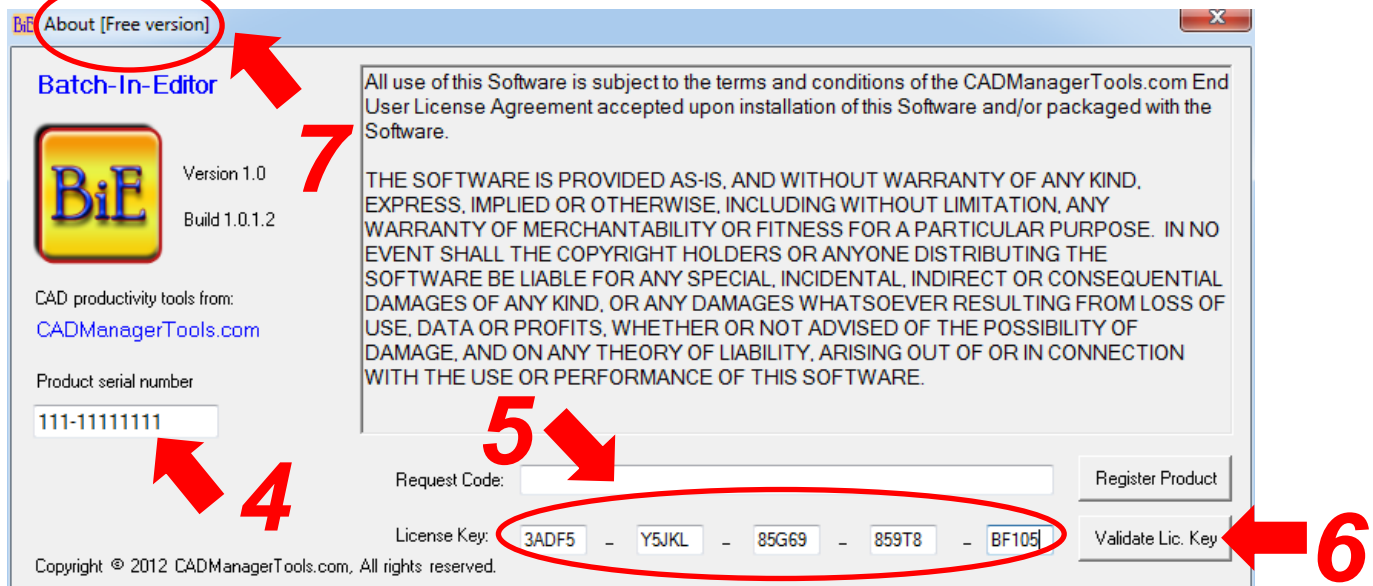 BiE About [Free version]
X
7
Batch-In-Editor
BiE
Version 1.0
Build 1.0.1.2
CAD productivity tools from:
CADManagerTools.com
Product serial number
111-11111111
4
All use of this Software is subject to the terms and conditions of the CADManagerTools.com End
User License Agreement accepted upon installation of this Software and/or packaged with the
Software.
THE SOFTWARE IS PROVIDED AS-IS, AND WITHOUT WARRANTY OF ANY KIND,
EXPRESS, IMPLIED OR OTHERWISE, INCLUDING WITHOUT LIMITATION, ANY
WARRANTY OF MERCHANTABILITY OR FITNESS FOR A PARTICULAR PURPOSE. IN NO
EVENT SHALL THE COPYRIGHT HOLDERS OR ANYONE DISTRIBUTING THE
SOFTWARE BE LIABLE FOR ANY SPECIAL, INCIDENTAL, INDIRECT OR CONSEQUENTIAL
DAMAGES OF ANY KIND, OR ANY DAMAGES WHATSOEVER RESULTING FROM LOSS OF
USE, DATA OR PROFITS, WHETHER OR NOT ADVISED OF THE POSSIBILITY OF
DAMAGE, AND ON ANY THEORY OF LIABILITY, ARISING OUT OF OR IN CONNECTION
WITH THE USE OR PERFORMANCE OF THIS SOFTWARE.
5
Request Code:
Register Product
License Key: 3ADF5 - Y5JKL - 85G69 - 859T8 - BF105
Validate Lic. Key
6
Copyright © 2012 CADManagerTools.com, All rights reserved.